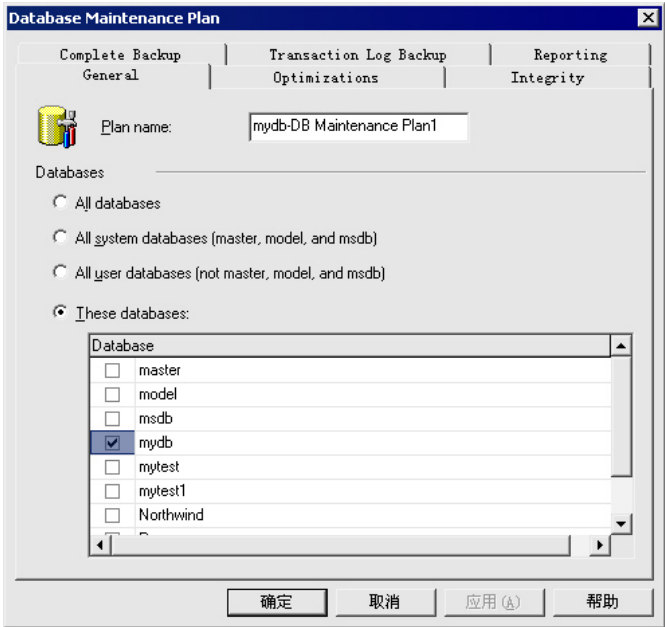 Database Maintenance Plan
Complete Backup Transaction Log Backup Reporting
General Optimizations Integrity
Plan name: mydb-DB Maintenance Plan1
Databases
All databases
All system databases (master, model, and msdb)
All user databases (not master, model, and msdb)
These databases:
Database
master
model
msdb
mydb
mytest
mytest1
Northwind
确定 取消 应用(A) 帮助